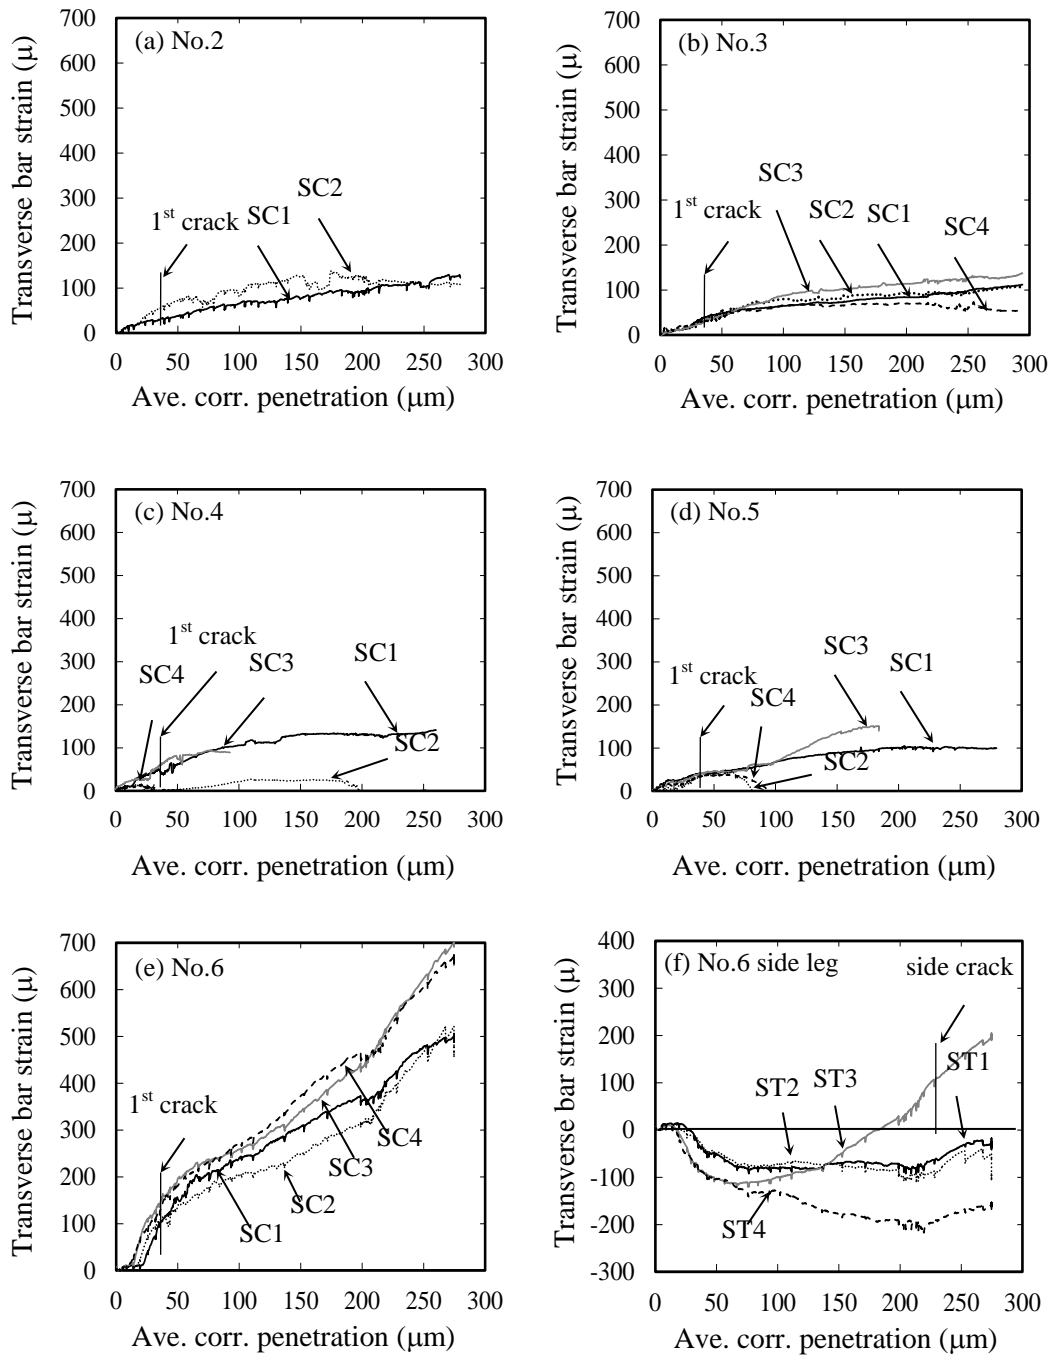 (a) No.2
Transverse bar strain (μ)
700
600
500
400
300
200
100
0
SC2
1st crack
SC1
0 50 100 150 200 250 300
Ave. corr. penetration (μm)
(b) No.3
Transverse bar strain (μ)
700
600
500
400
300
200
100
0
SC3
1st crack
SC2
SC1
SC4
0 50 100 150 200 250 300
Ave. corr. penetration (μm)
(c) No.4
Transverse bar strain (μ)
700
600
500
400
300
200
100
0
1st crack
SC4
SC3
SC1
SC2
0 50 100 150 200 250 300
Ave. corr. penetration (μm)
(d) No.5
Transverse bar strain (μ)
700
600
500
400
300
200
100
0
1st crack
SC3
SC1
SC4
SC2
0 50 100 150 200 250 300
Ave. corr. penetration (μm)
(e) No.6
Transverse bar strain (μ)
700
600
500
400
300
200
100
0
1st crack
SC4
SC3
SC2
SC1
0 50 100 150 200 250 300
Ave. corr. penetration (μm)
(f) No.6 side leg
side crack
Transverse bar strain (μ)
400
300
200
100
0
-100
-200
-300
ST2
ST3
ST1
ST4
0 50 100 150 200 250 300
Ave. corr. penetration (μm)